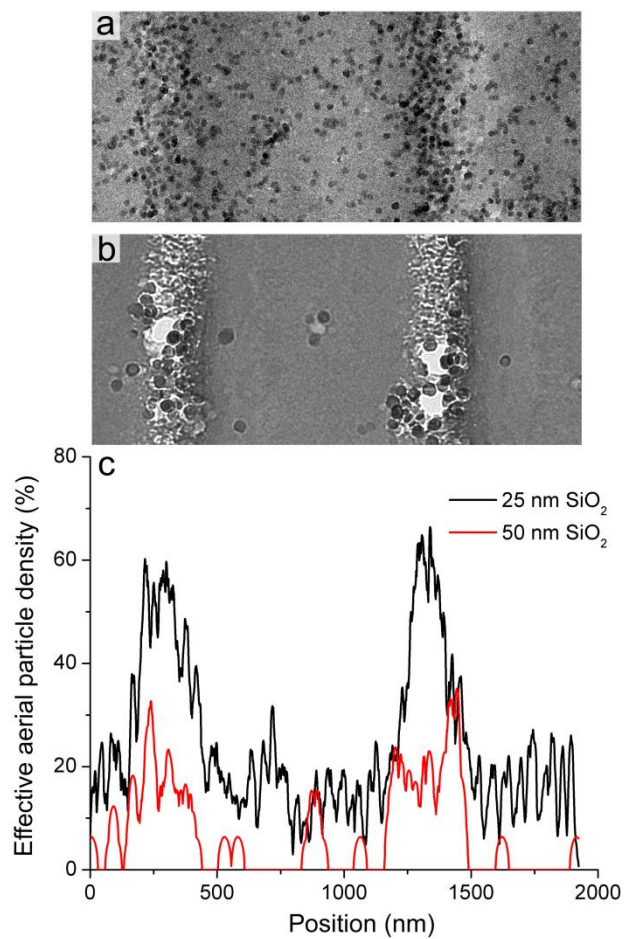 a
b
c
80
60
40
20
0
Effective aerial particle density (%)
25 nm SiO₂
50 nm SiO₂
0 500 1000 1500 2000
Position (nm)